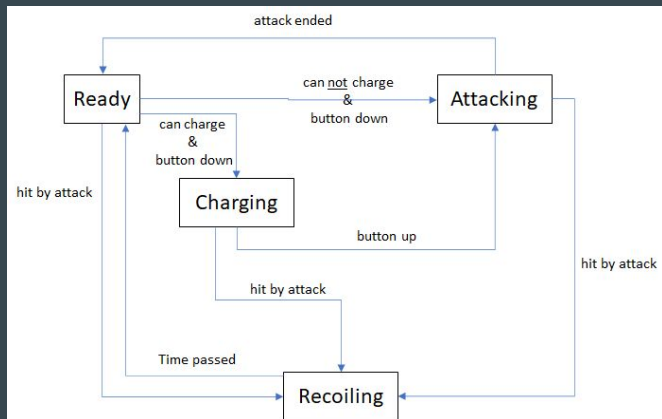 attack ended
Ready
can not charge
&
button down
Attacking
can charge
&
button down
hit by attack
Charging
button up
hit by attack
hit by attack
Time passed
Recoiling